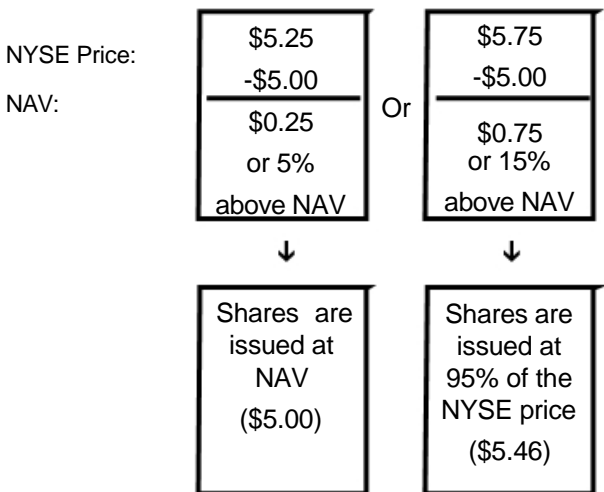 NYSE Price:
NAV:
$5.25
-$5.00
$0.25
or 5%
above NAV
Or
$5.75
-$5.00
$0.75
or 15%
above NAV
Shares are
issued at
NAV
($5.00)
Shares are
issued at
95% of the
NYSE price
($5.46)